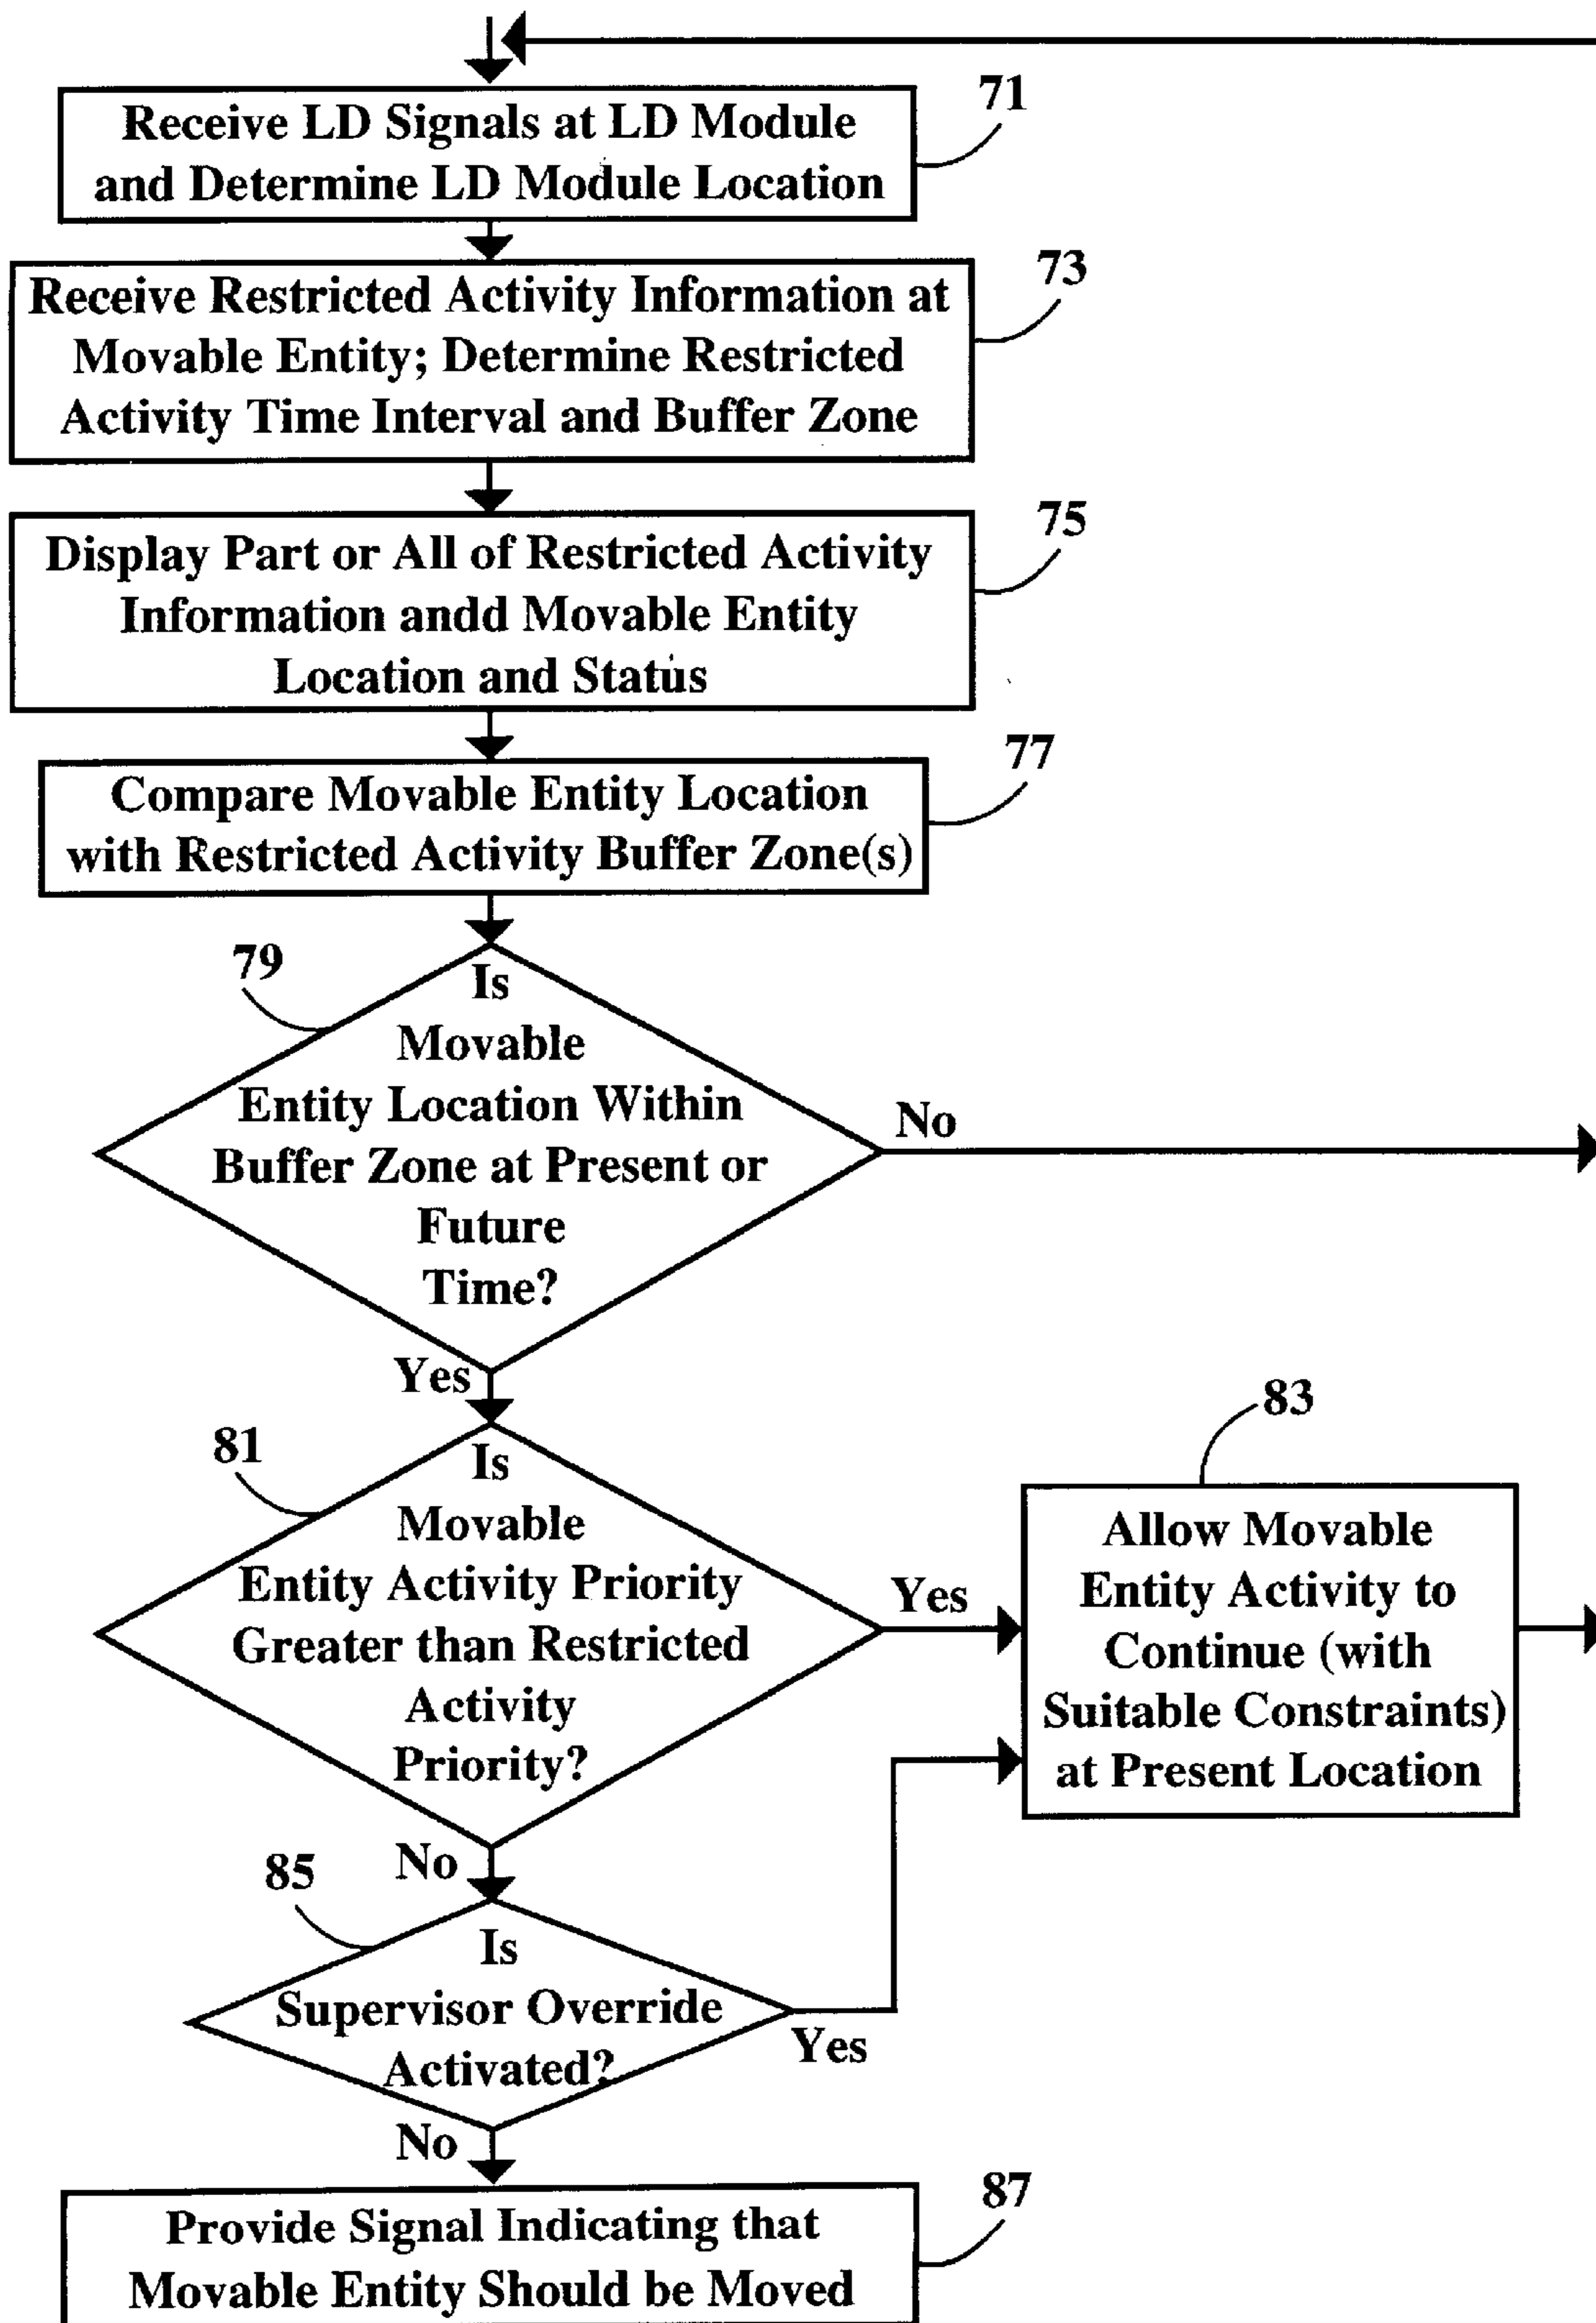 71
Receive LD Signals at LD Module
and Determine LD Module Location
73
Receive Restricted Activity Information at
Movable Entity; Determine Restricted
Activity Time Interval and Buffer Zone
75
Display Part or All of Restricted Activity
Information andd Movable Entity
Location and Status
77
Compare Movable Entity Location
with Restricted Activity Buffer Zone(s)
79
Is
Movable
Entity Location Within
Buffer Zone at Present or
Future
Time?
No
Yes
81
Is
Movable
Entity Activity Priority
Greater than Restricted
Activity
Priority?
Yes
83
Allow Movable
Entity Activity to
Continue (with
Suitable Constraints)
at Present Location
No
85
Is
Supervisor Override
Activated?
Yes
No
87
Provide Signal Indicating that
Movable Entity Should be Moved